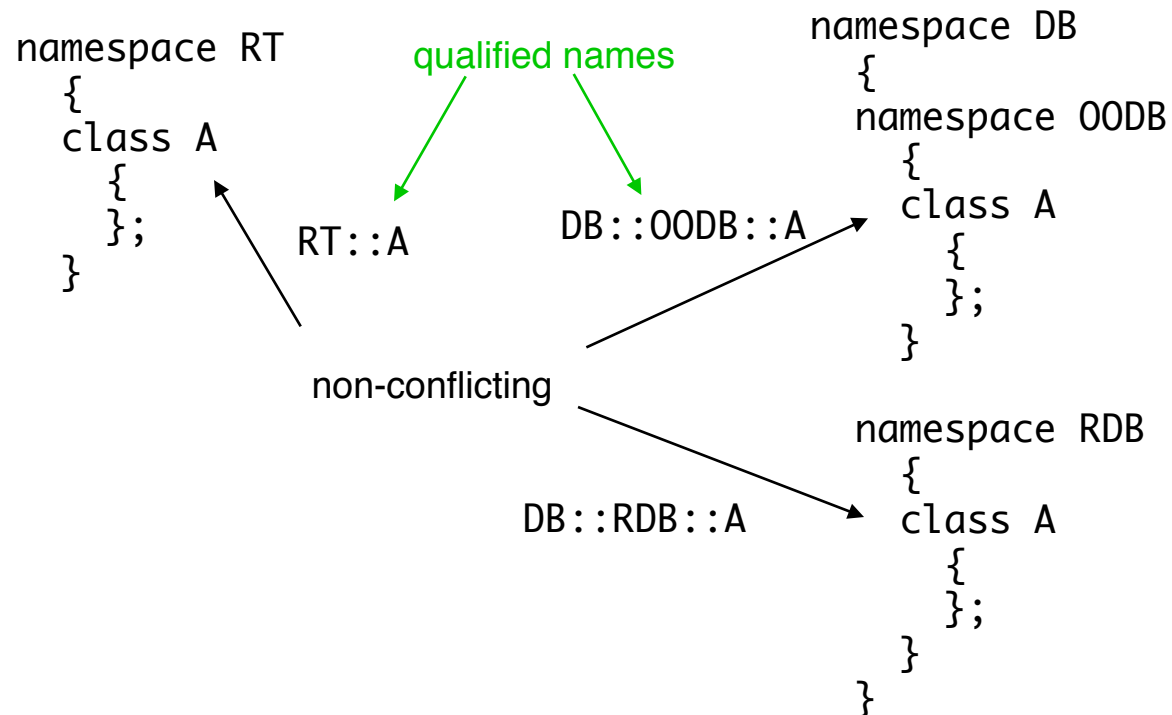 namespace RT
{
class A
{
};
}
qualified names
RT::A
DB::OODB::A
non-conflicting
DB::RDB::A
namespace DB
{
namespace OODB
{
class A
{
};
}
namespace RDB
{
class A
{
};
}
}